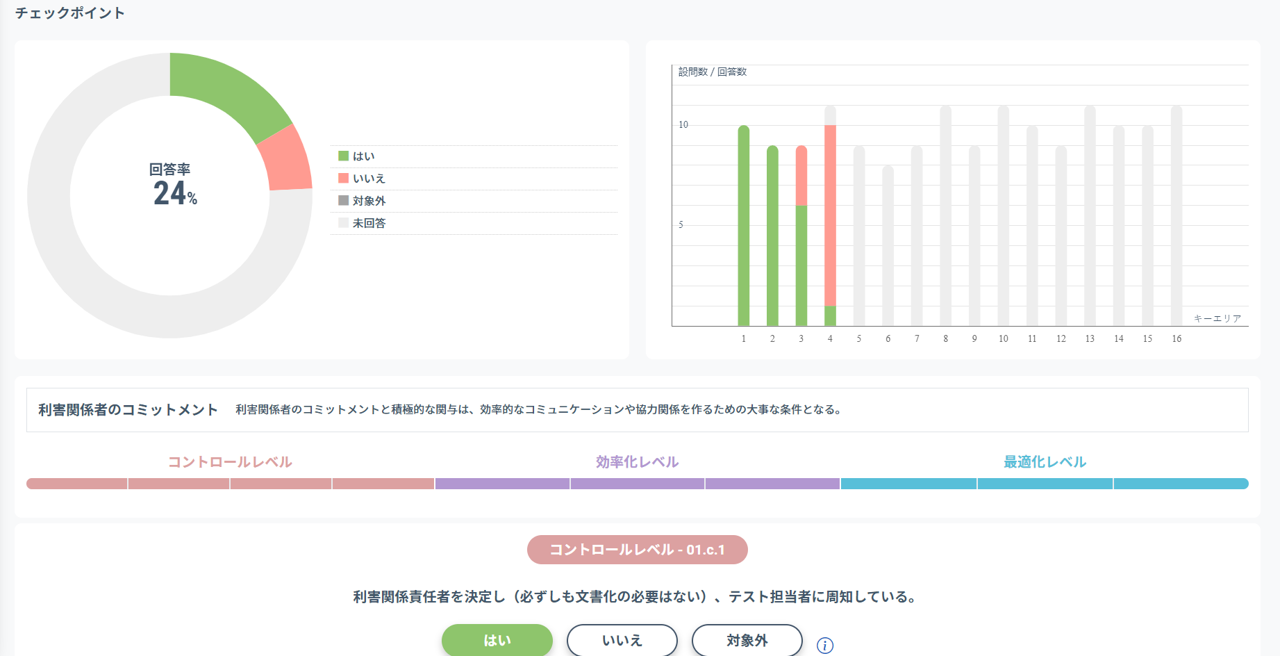 チェックポイント
回答率
24%
はい
いいえ
対象外
未回答
設問数 / 回答数
10
5
キーエリア
1 2 3 4 5 6 7 8 9 10 11 12 13 14 15 16
利害関係者のコミットメント 利害関係者のコミットメントと積極的な関与は、効率的なコミュニケーションや協力関係を作るための大事な条件となる。
コントロールレベル 効率化レベル 最適化レベル
コントロールレベル - 01.c.1
利害関係責任者を決定し（必ずしも文書化の必要はない）、テスト担当者に周知している。
はい いいえ 対象外 i